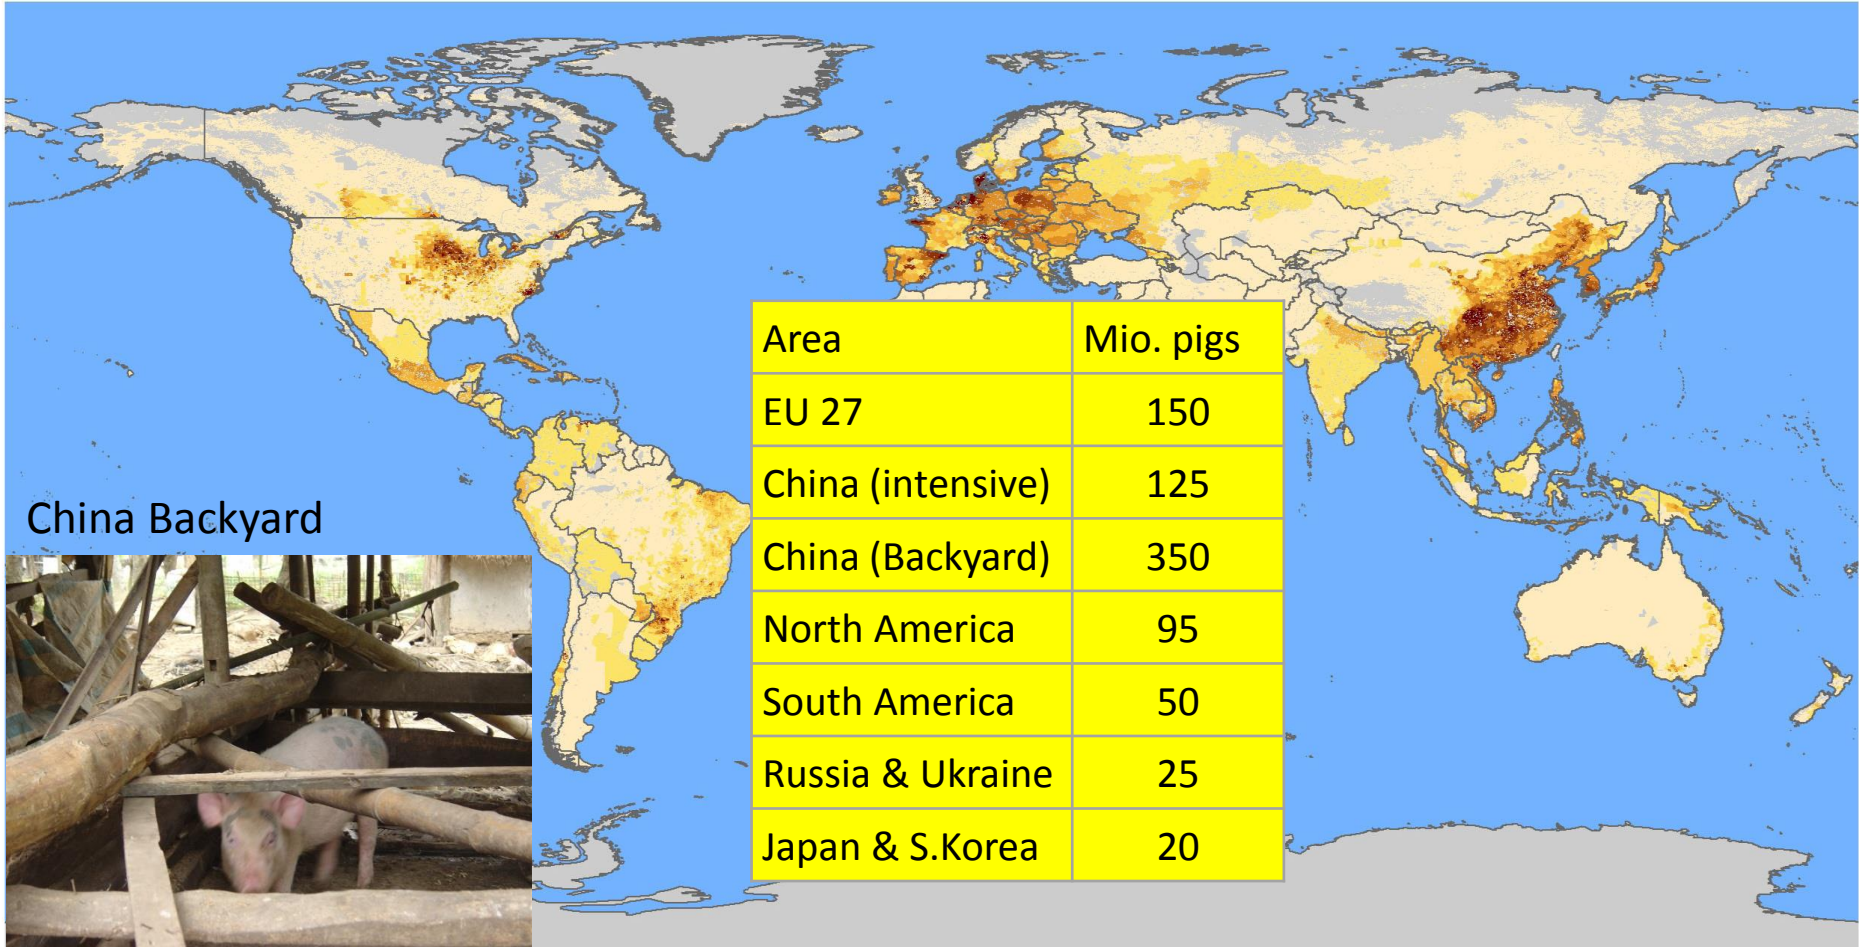 Area Mio. pigs
EU 27 150
China (intensive) 125
China (Backyard) 350
North America 95
South America 50
Russia & Ukraine 25
Japan & S.Korea 20
China Backyard